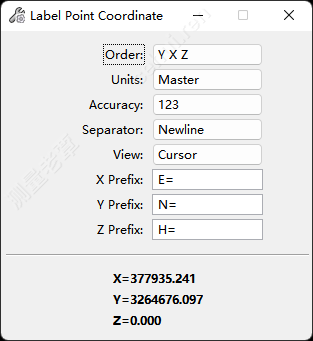 Label Point Coordinate
Order: Y X Z
Units: Master
Accuracy: 123
Separator: Newline
View: Cursor
X Prefix: E=
Y Prefix: N=
Z Prefix: H=
X=377935.241
Y=3264676.097
Z=0.000